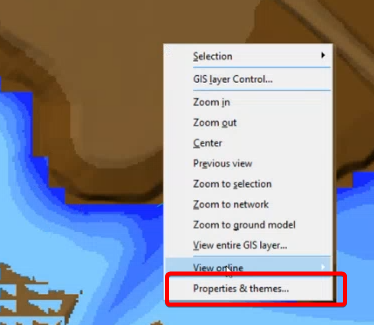 Selection
GIS layer Control...
Zoom in
Zoom out
Center
Previous view
Zoom to selection
Zoom to network
Zoom to ground model
View entire GIS layer...
View online
Properties & themes...